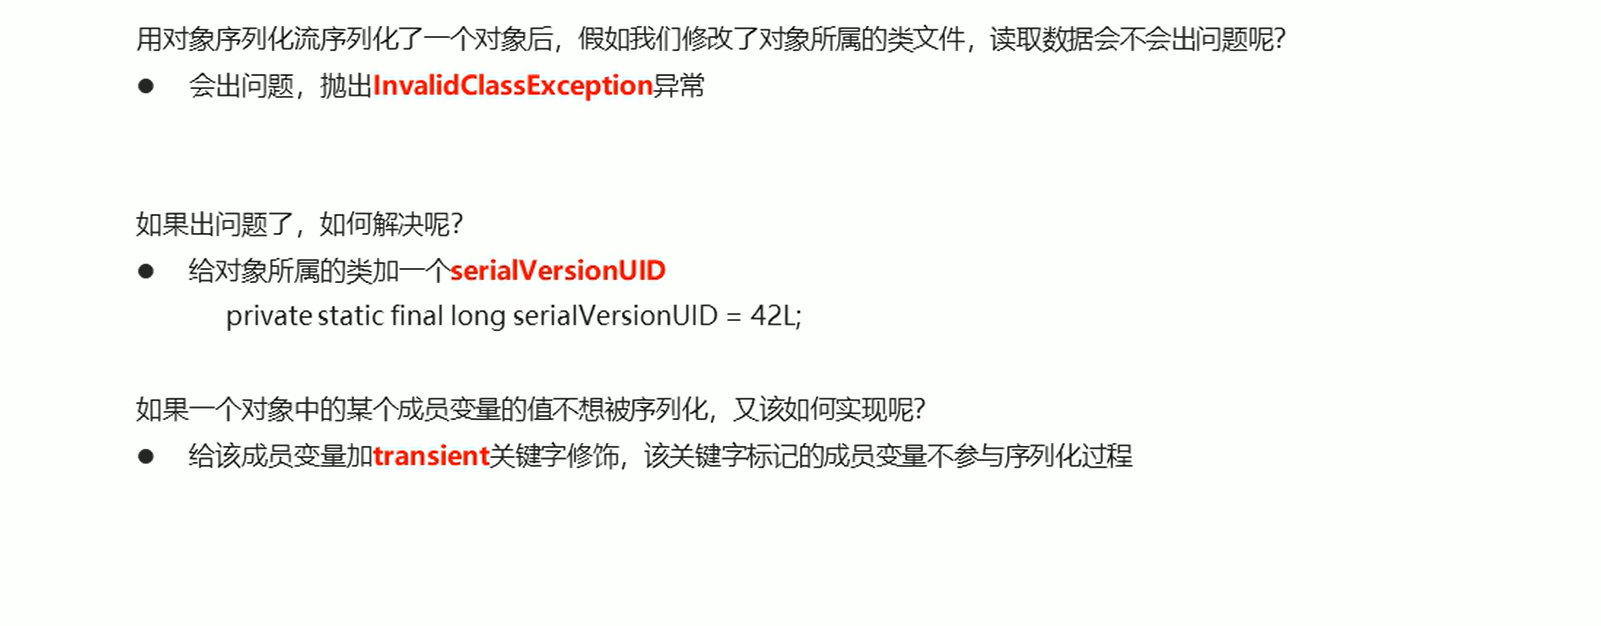 用对象序列化流序列化了一个对象后，假如我们修改了对象所属的类文件，读取数据会不会出问题呢？
● 会出问题，抛出InvalidClassException异常
如果出问题了，如何解决呢？
● 给对象所属的类加一个serialVersionUID
private static final long serialVersionUID = 42L;
如果一个对象中的某个成员变量的值不想被序列化，又该如何实现呢？
● 给该成员变量加transient关键字修饰，该关键字标记的成员变量不参与序列化过程